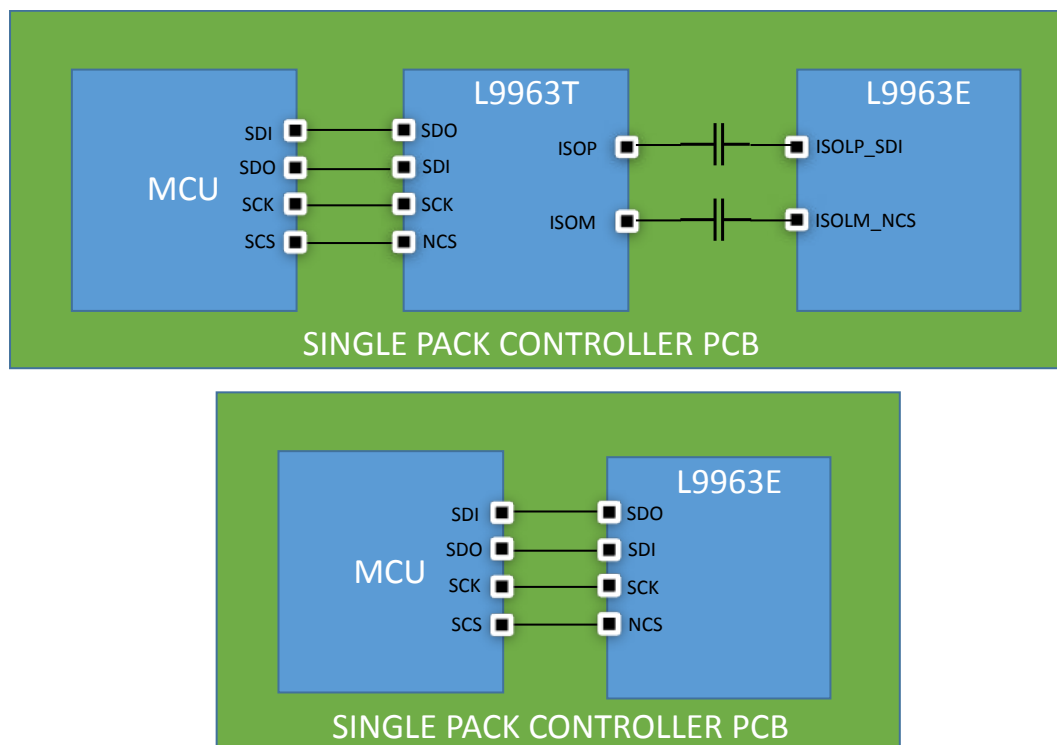 L9963T
L9963E
SDI
SDO
SDO
SDI
SCK
SCK
SCS
NCS
MCU
ISOP
ISOLP_SDI
ISOM
ISOLM_NCS
SINGLE PACK CONTROLLER PCB
L9963E
SDI
SDO
SDO
SDI
MCU
SCK
SCK
SCS
NCS
SINGLE PACK CONTROLLER PCB